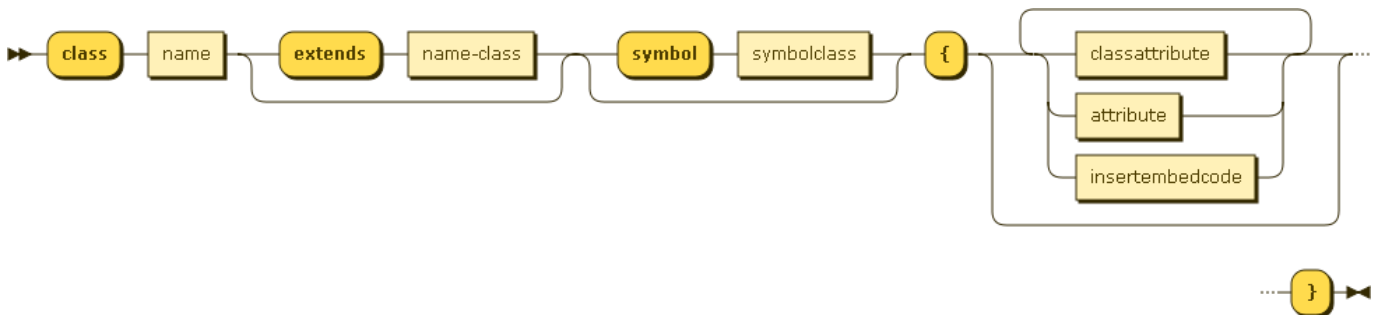 class name extends name-class symbol symbolclass { classattribute
attribute
insertembedcode
}